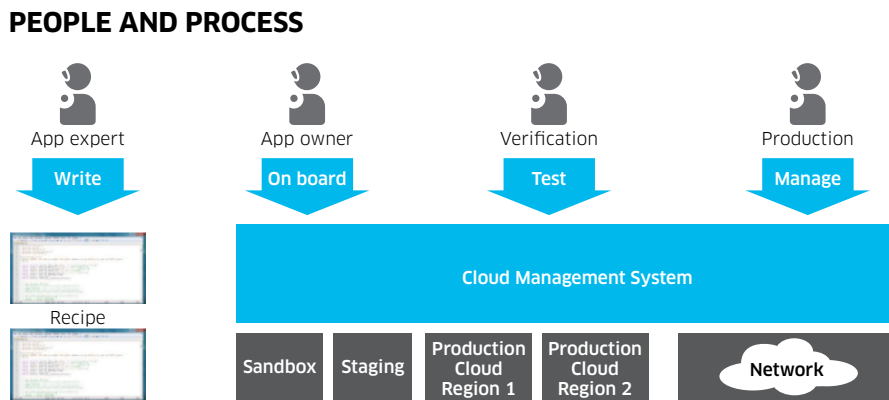 PEOPLE AND PROCESS
App expert
App owner
Verification
Production
Write
On board
Test
Manage
Cloud Management System
Recipe
Sandbox
Staging
Production
Cloud
Region 1
Production
Cloud
Region 2
Network